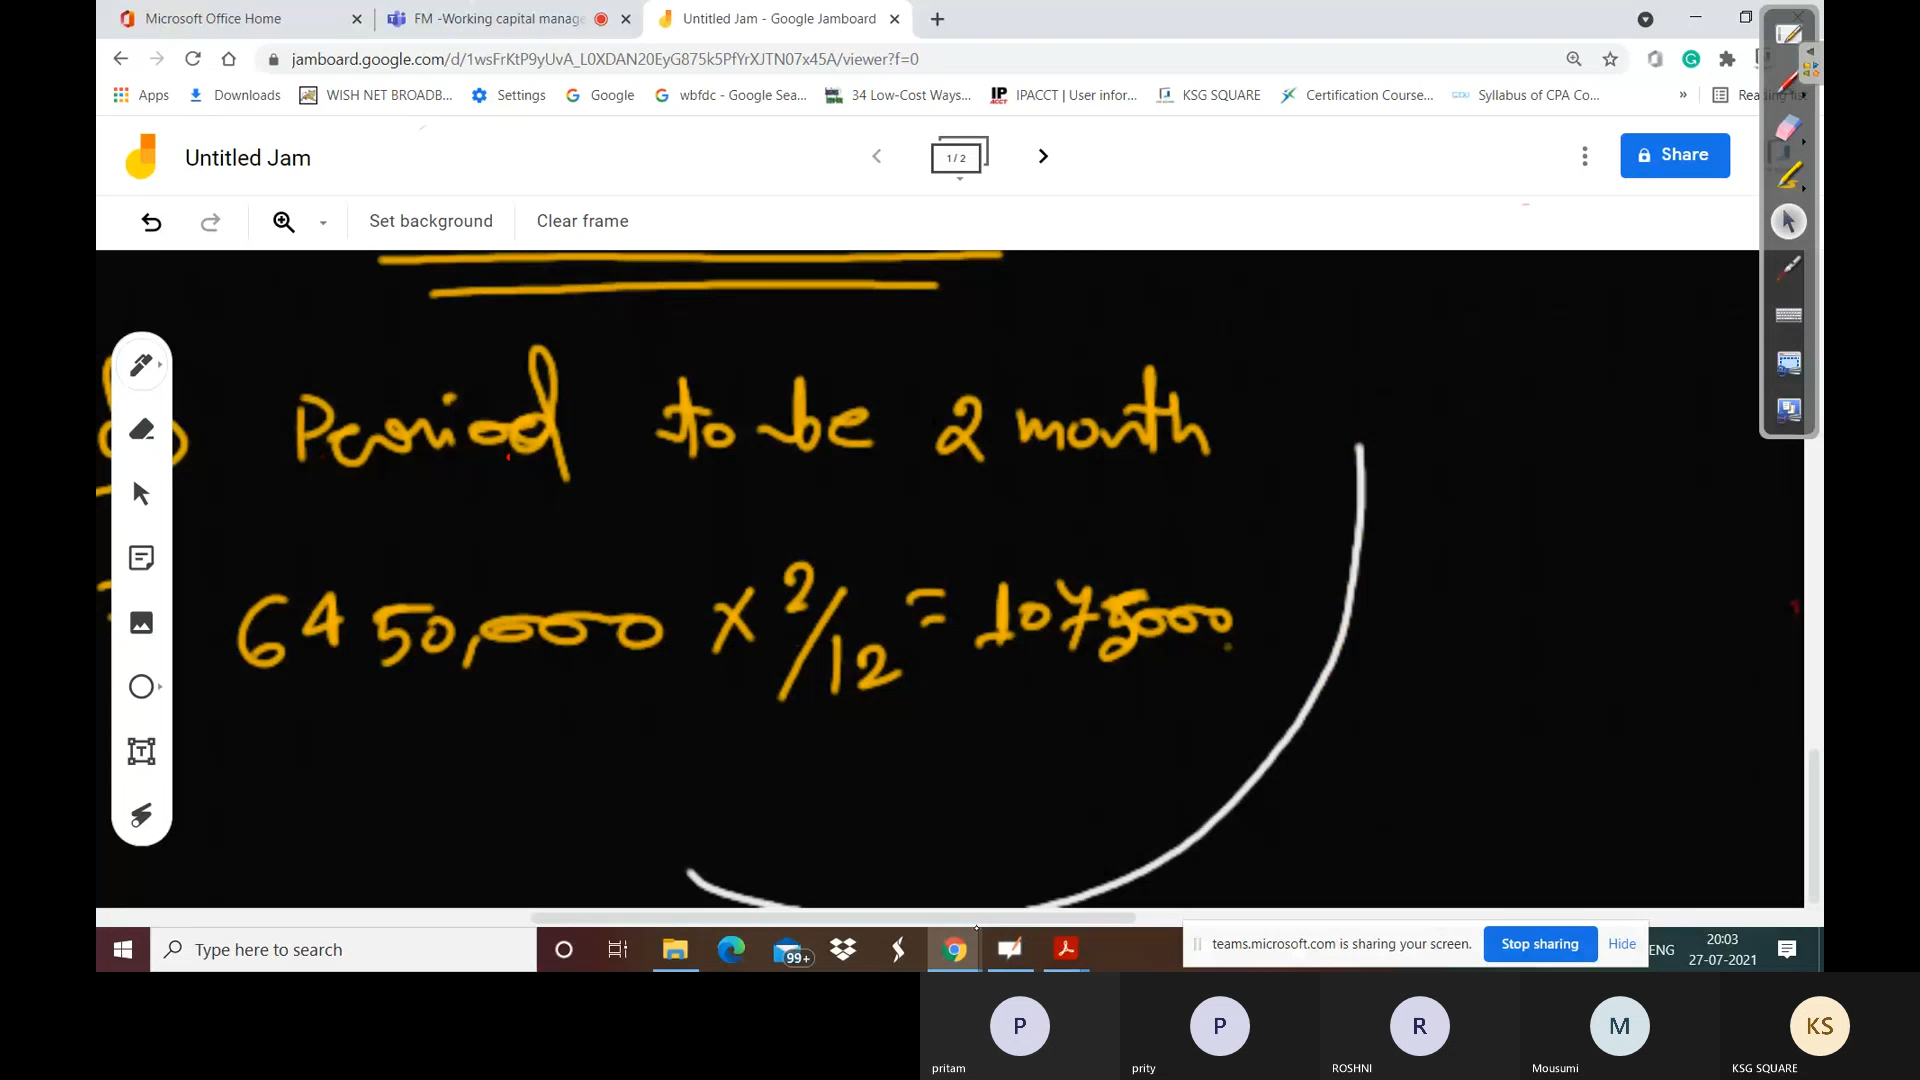 Microsoft Office Home
FM -Working capital manage
Untitled Jam - Google Jamboard
jamboard.google.com/d/1wsFrKtP9yUvA_L0XDAN20EyG875k5PfYrXJTN07x45A/viewer?f=0
Apps
Downloads
WISH NET BROADB...
Settings
Google
wbfdc - Google Sea...
34 Low-Cost Ways...
IPACCT | User infor...
KSG SQUARE
Certification Course...
Syllabus of CPA Co...
»
Untitled Jam
1 / 2
Share
Set background
Clear frame
Period to be 2 month
6450,000 x 2/12 = 1075000
Type here to search
99+
teams.microsoft.com is sharing your screen.
Stop sharing
Hide
ENG
20:03
27-07-2021
P
P
R
M
KS
pritam
prity
ROSHNI
Mousumi
KSG SQUARE